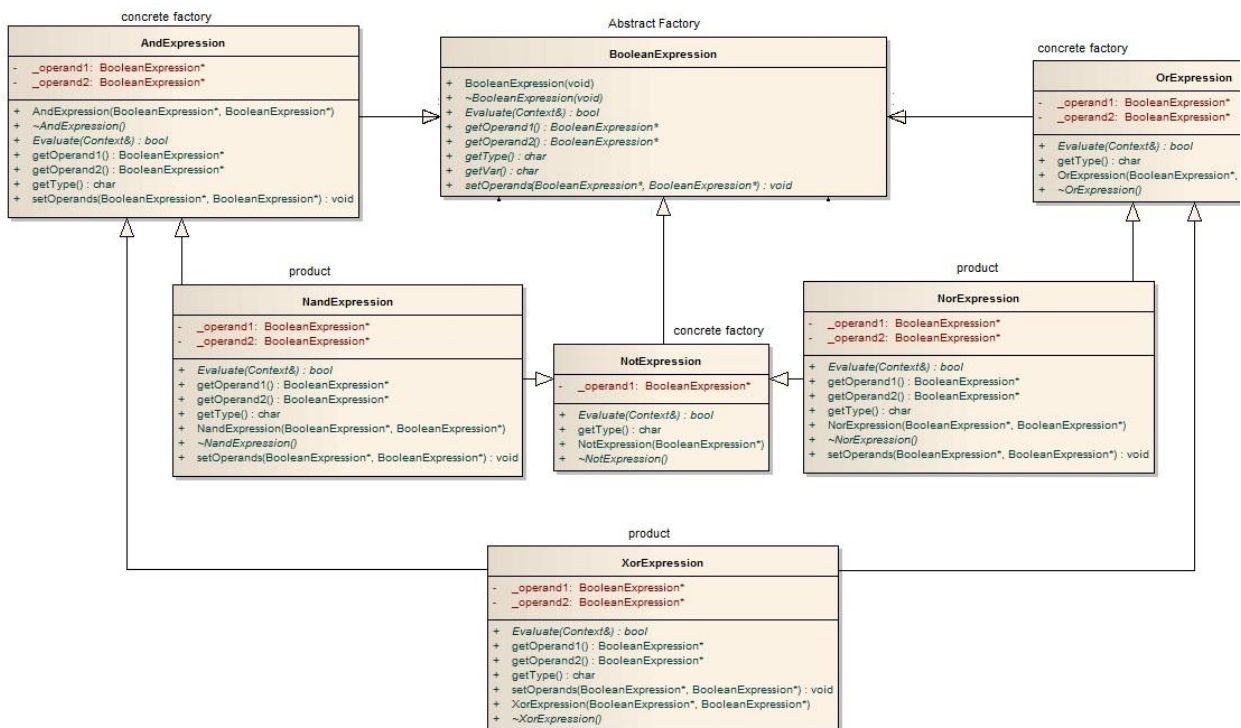 concrete factory
AndExpression
- _operand1: BooleanExpression*
- _operand2: BooleanExpression*
+ AndExpression(BooleanExpression*, BooleanExpression*)
+ ~AndExpression()
+ Evaluate(Context&) : bool
+ getOperand1() : BooleanExpression*
+ getOperand2() : BooleanExpression*
+ getType() : char
+ setOperands(BooleanExpression*, BooleanExpression*) : void
Abstract Factory
BooleanExpression
+ BooleanExpression(void)
+ ~BooleanExpression(void)
+ Evaluate(Context&) : bool
+ getOperand1() : BooleanExpression*
+ getOperand2() : BooleanExpression*
+ getType() : char
+ getVar() : char
+ setOperands(BooleanExpression*, BooleanExpression*) : void
concrete factory
OrExpression
- _operand1: BooleanExpression*
- _operand2: BooleanExpression*
+ Evaluate(Context&) : bool
+ getType() : char
+ OrExpression(BooleanExpression*,
+ ~OrExpression()
product
NandExpression
- _operand1: BooleanExpression*
- _operand2: BooleanExpression*
+ Evaluate(Context&) : bool
+ getOperand1() : BooleanExpression*
+ getOperand2() : BooleanExpression*
+ getType() : char
+ NandExpression(BooleanExpression*, BooleanExpression*)
+ ~NandExpression()
+ setOperands(BooleanExpression*, BooleanExpression*) : void
concrete factory
NotExpression
- _operand1: BooleanExpression*
+ Evaluate(Context&) : bool
+ getType() : char
+ NotExpression(BooleanExpression*)
+ ~NotExpression()
product
NorExpression
- _operand1: BooleanExpression*
- _operand2: BooleanExpression*
+ Evaluate(Context&) : bool
+ getOperand1() : BooleanExpression*
+ getOperand2() : BooleanExpression*
+ getType() : char
+ NorExpression(BooleanExpression*, BooleanExpression*)
+ ~NorExpression()
+ setOperands(BooleanExpression*, BooleanExpression*) : void
product
XorExpression
- _operand1: BooleanExpression*
- _operand2: BooleanExpression*
+ Evaluate(Context&) : bool
+ getOperand1() : BooleanExpression*
+ getOperand2() : BooleanExpression*
+ getType() : char
+ setOperands(BooleanExpression*, BooleanExpression*) : void
+ XorExpression(BooleanExpression*, BooleanExpression*)
+ ~XorExpression()